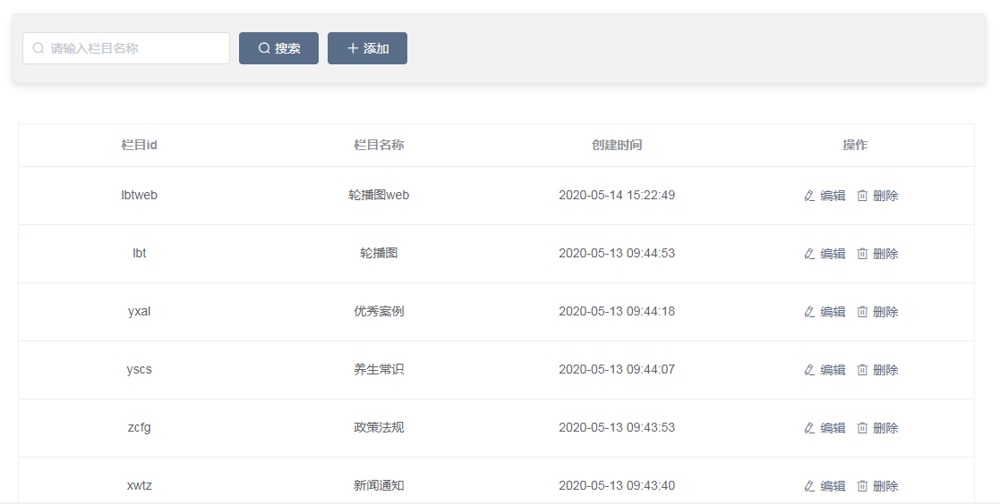 请输入栏目名称 搜索 添加
栏目id 栏目名称 创建时间 操作
lbtweb 轮播图web 2020-05-14 15:22:49 编辑 删除
lbt 轮播图 2020-05-13 09:44:53 编辑 删除
yxal 优秀案例 2020-05-13 09:44:18 编辑 删除
yscs 养生常识 2020-05-13 09:44:07 编辑 删除
zcfg 政策法规 2020-05-13 09:43:53 编辑 删除
xwtz 新闻通知 2020-05-13 09:43:40 编辑 删除